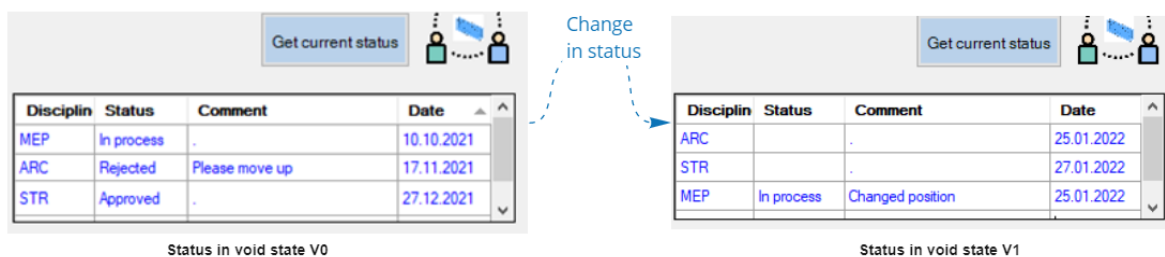 Get current status
Disciplin Status Comment Date
MEP In process . 10.10.2021
ARC Rejected Please move up 17.11.2021
STR Approved . 27.12.2021
Status in void state V0
Change
in status
Get current status
Disciplin Status Comment Date
ARC . 25.01.2022
STR . 27.01.2022
MEP In process Changed position 25.01.2022
Status in void state V1